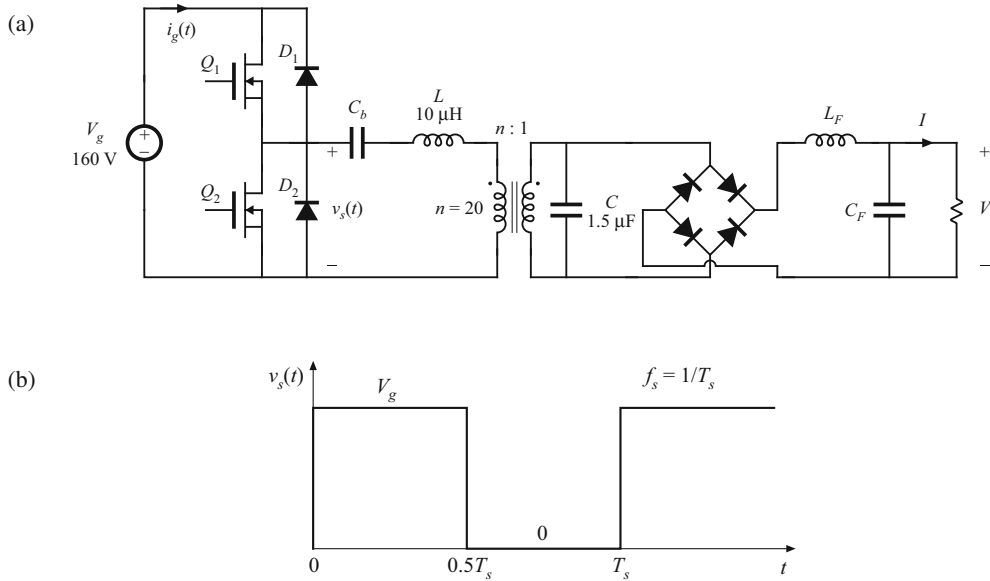 (a)
i_g(t)
Q_1
D_1
V_g
160 V
+
−
C_b
L
10 μH
n : 1
L_F
I
+
Q_2
D_2
+
v_s(t)
−
n = 20
C
1.5 μF
C_F
V
−
(b)
v_s(t)
V_g
f_s = 1/T_s
0
0
0.5T_s
T_s
t